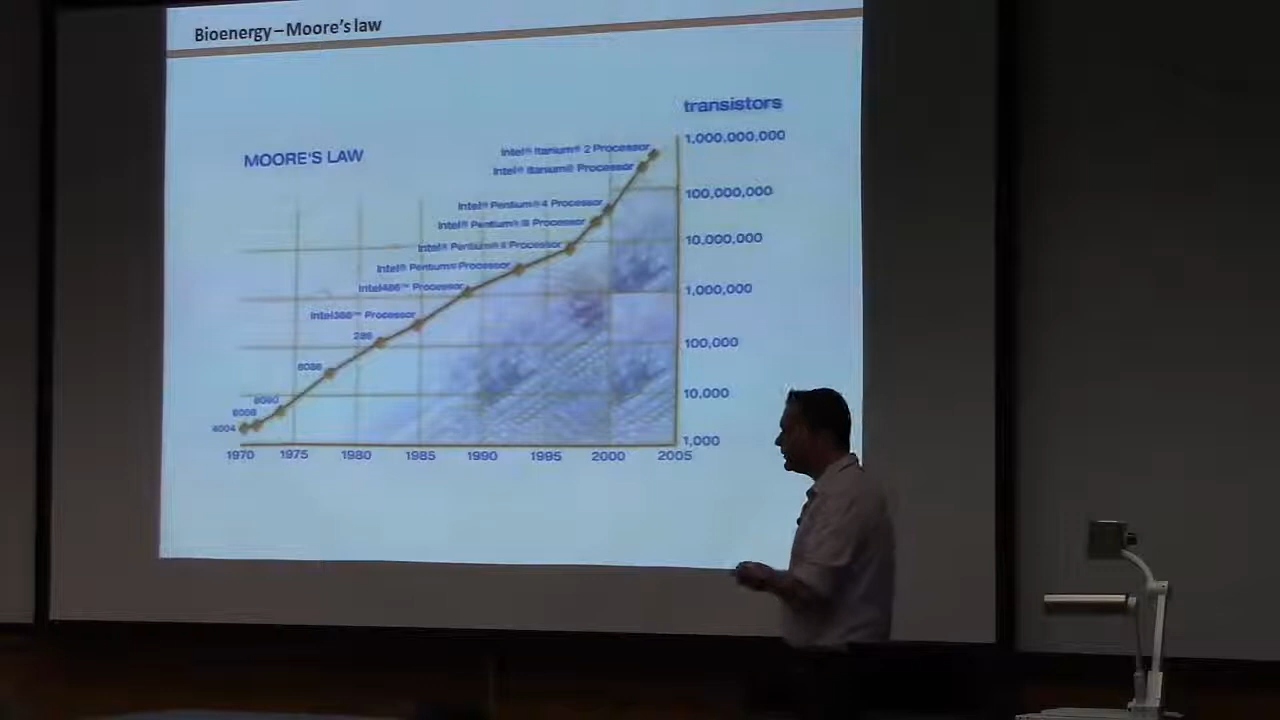 Bioenergy – Moore's law
transistors
MOORE'S LAW
1,000,000,000
Intel® Itanium® 2 Processor
Intel® Itanium® Processor
100,000,000
Intel® Pentium® 4 Processor
Intel® Pentium® III Processor
10,000,000
Intel® Pentium® II Processor
Intel® Pentium® Processor
Intel486™ Processor
1,000,000
Intel386™ Processor
286
100,000
8086
10,000
8080
8008
4004
1,000
1970 1975 1980 1985 1990 1995 2000 2005